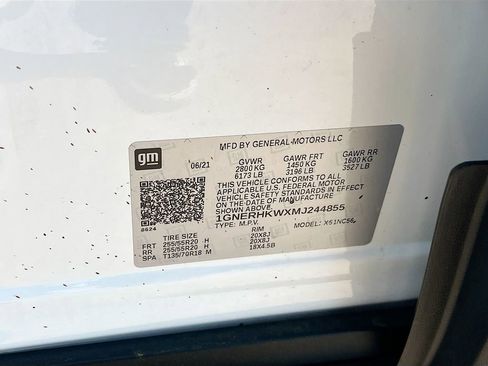 MFD BY GENERAL MOTORS LLC
gm
06/21 GVWR GAWR FRT GAWR RR
2800 KG 1450 KG 1600 KG
6173 LB 3196 LB 3527 LB
THIS VEHICLE CONFORMS TO ALL
APPLICABLE U.S. FEDERAL MOTOR
VEHICLE SAFETY STANDARDS IN EFFECT
ON THE DATE OF MANUFACTURE
SHOWN ABOVE.
1GNERHKWXMJ244855
8624
TYPE: M.P.V. MODEL: X61NC56
TIRE SIZE RIM
FRT 255/55R20 H 20X8J
RR 255/55R20 H 20X8J
SPA T135/70R18 M 18X4.5B